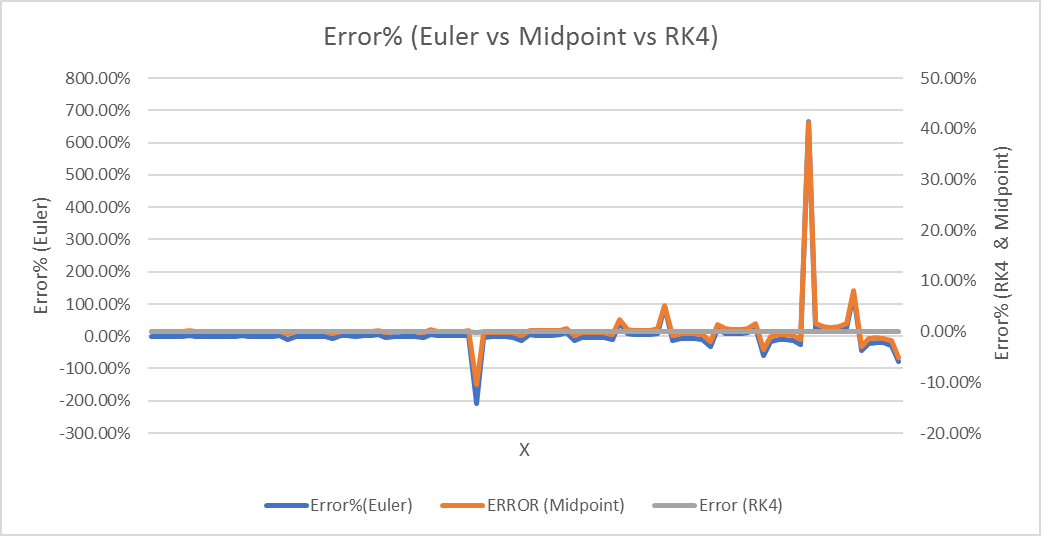 Error% (Euler vs Midpoint vs RK4)
800.00%
700.00%
600.00%
500.00%
400.00%
300.00%
200.00%
100.00%
0.00%
-100.00%
-200.00%
-300.00%
Error% (Euler)
50.00%
40.00%
30.00%
20.00%
10.00%
0.00%
-10.00%
-20.00%
Error% (RK4 & Midpoint)
X
Error%(Euler)
ERROR (Midpoint)
Error (RK4)